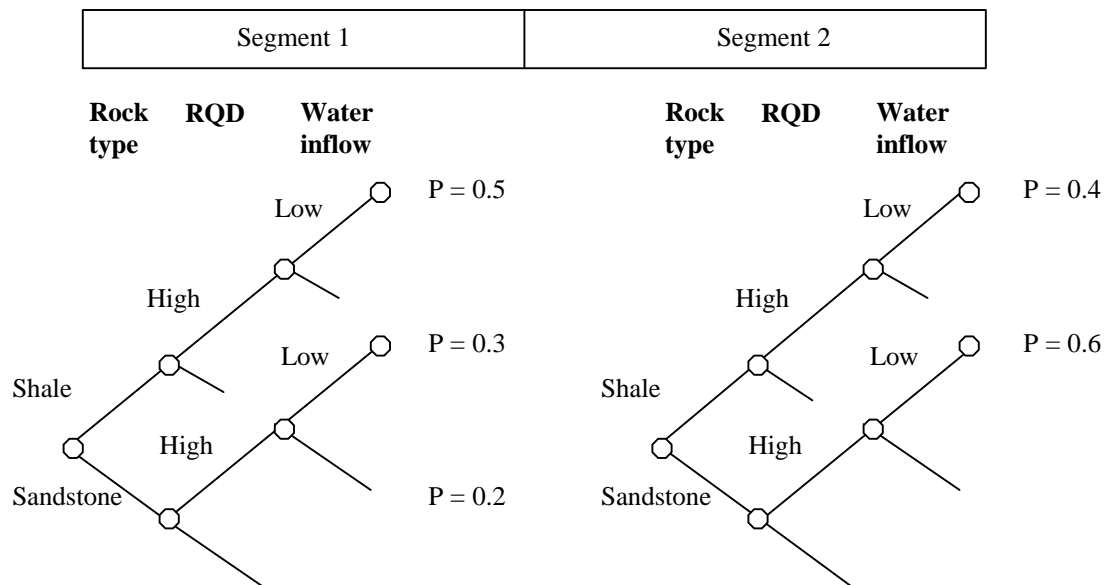 Segment 1
Segment 2
Rock type
RQD
Water inflow
Rock type
RQD
Water inflow
Low
P = 0.5
High
Low
P = 0.3
Shale
High
Sandstone
P = 0.2
Low
P = 0.4
High
Low
P = 0.6
Shale
High
Sandstone